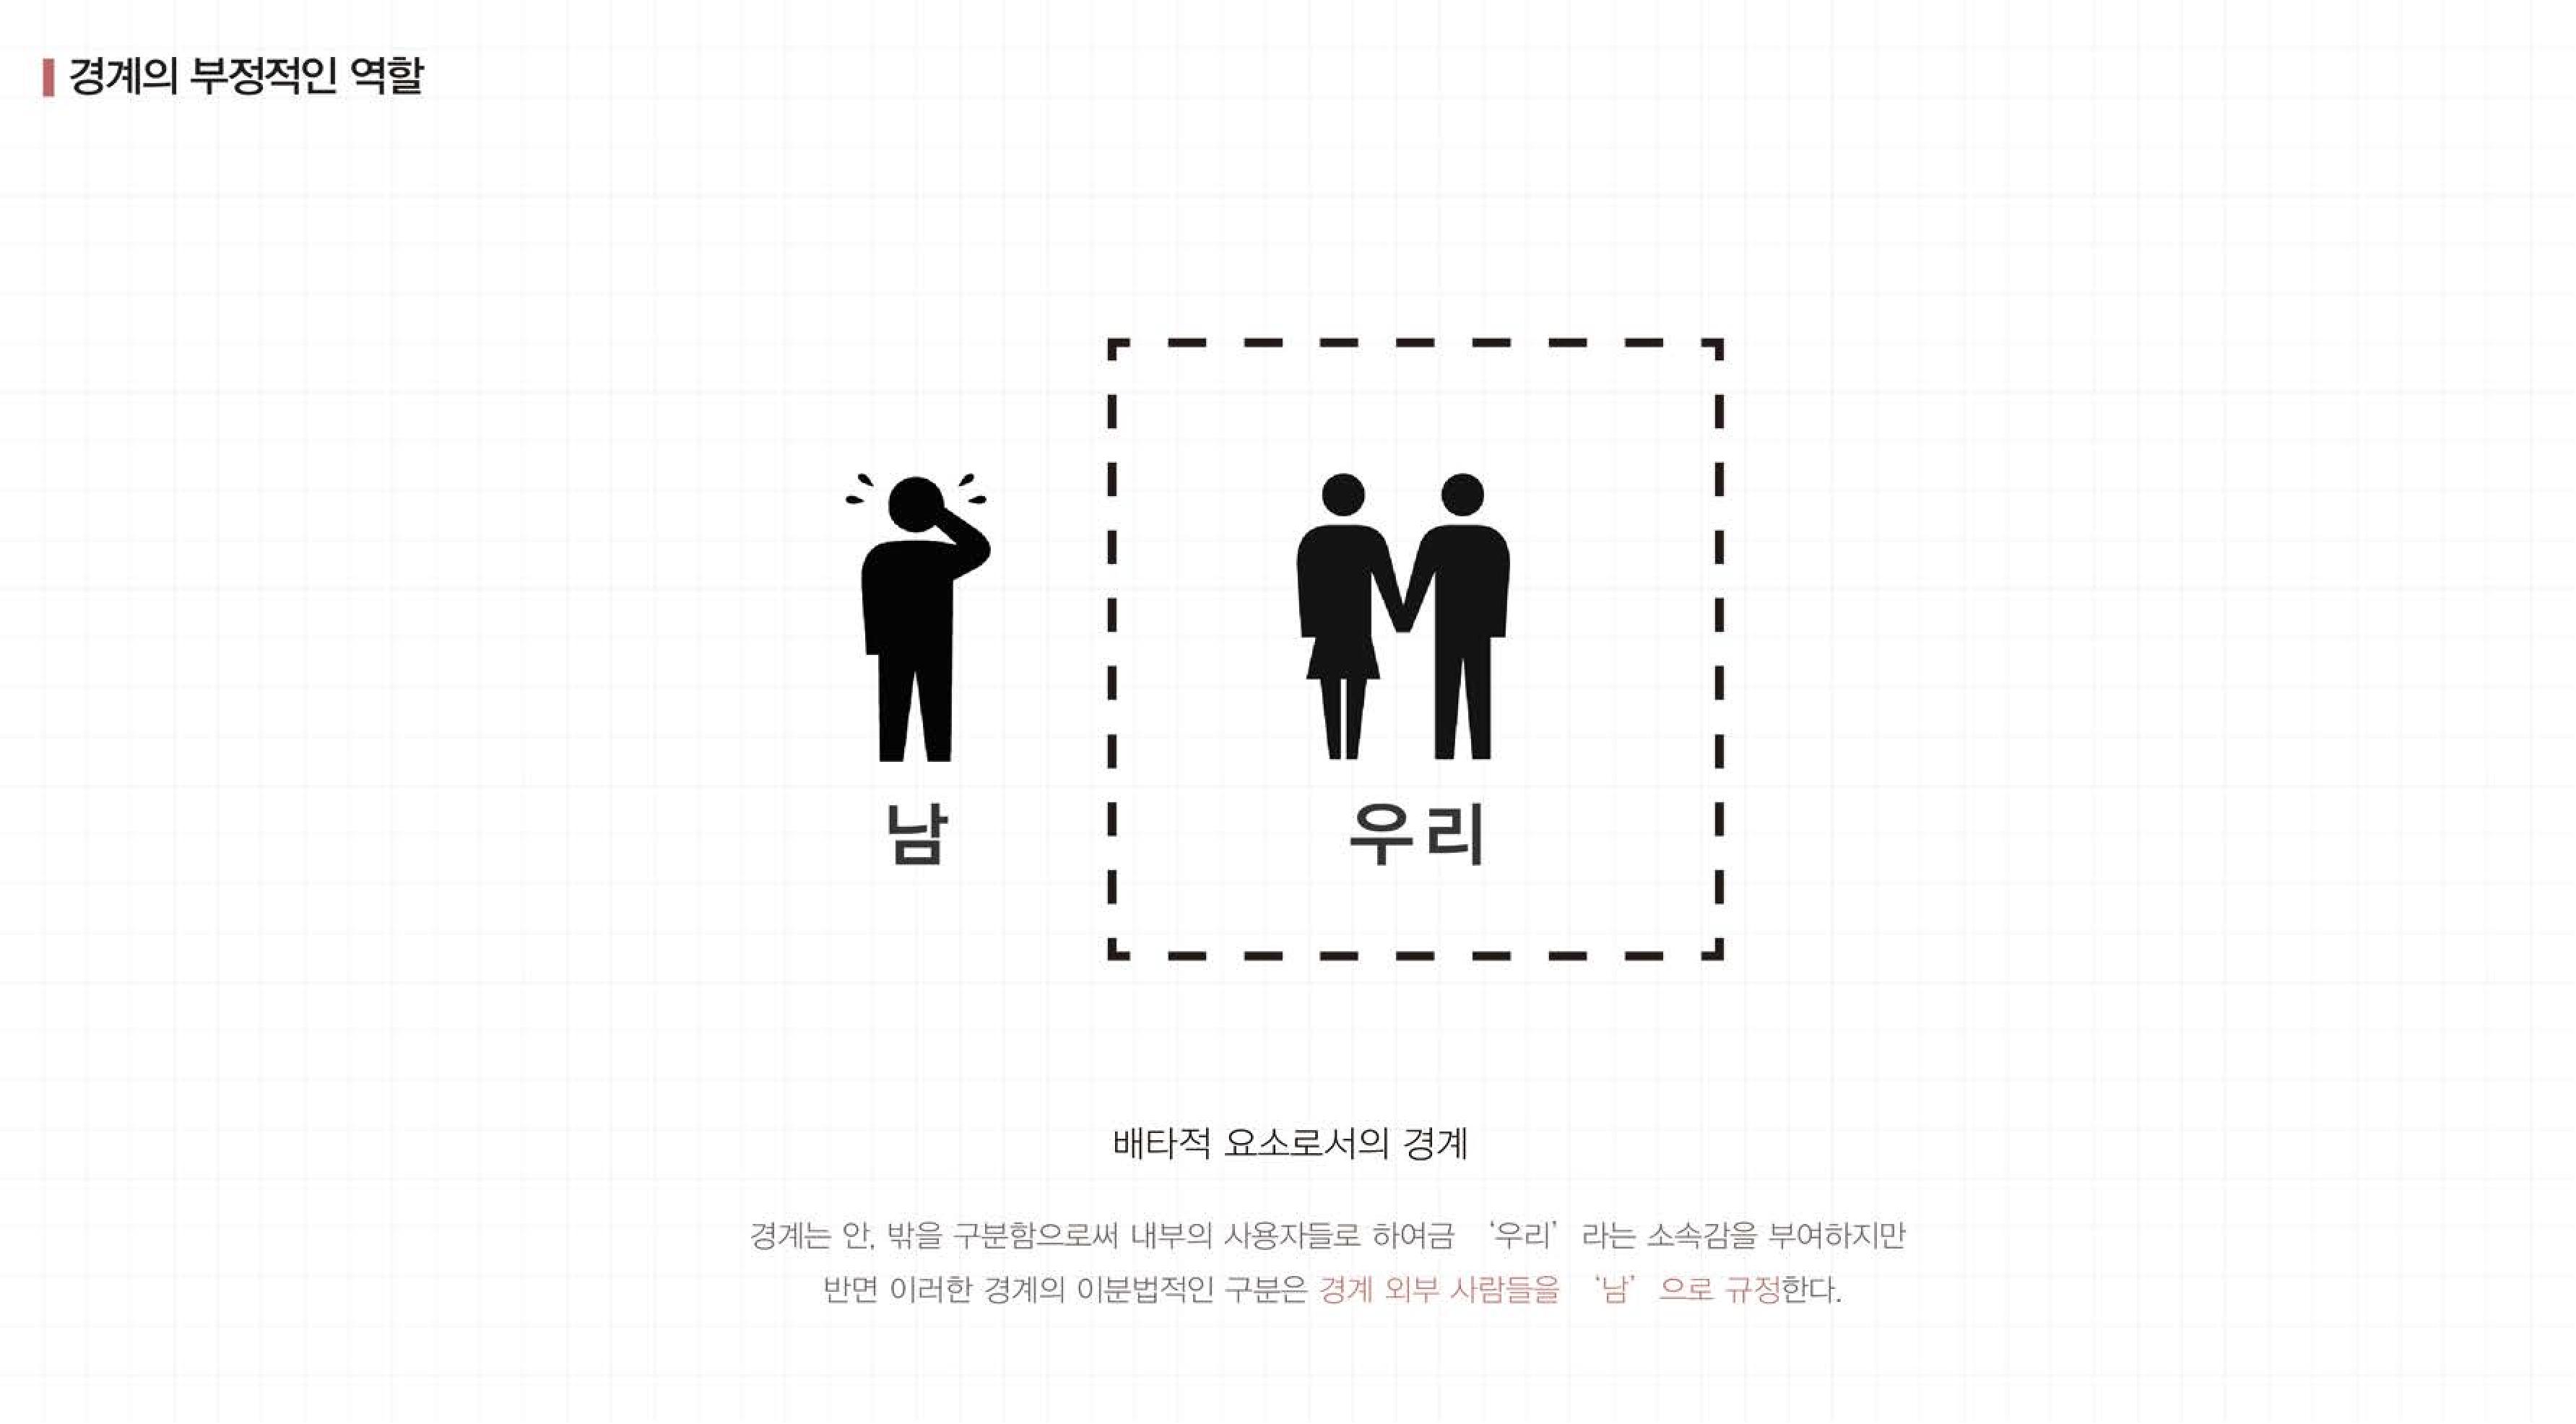 경계의 부정적인 역할
남
우리
배타적 요소로서의 경계
경계는 안, 밖을 구분함으로써 내부의 사용자들로 하여금 ‘우리’ 라는 소속감을 부여하지만
반면 이러한 경계의 이분법적인 구분은 경계 외부 사람들을 ‘남’ 으로 규정한다.